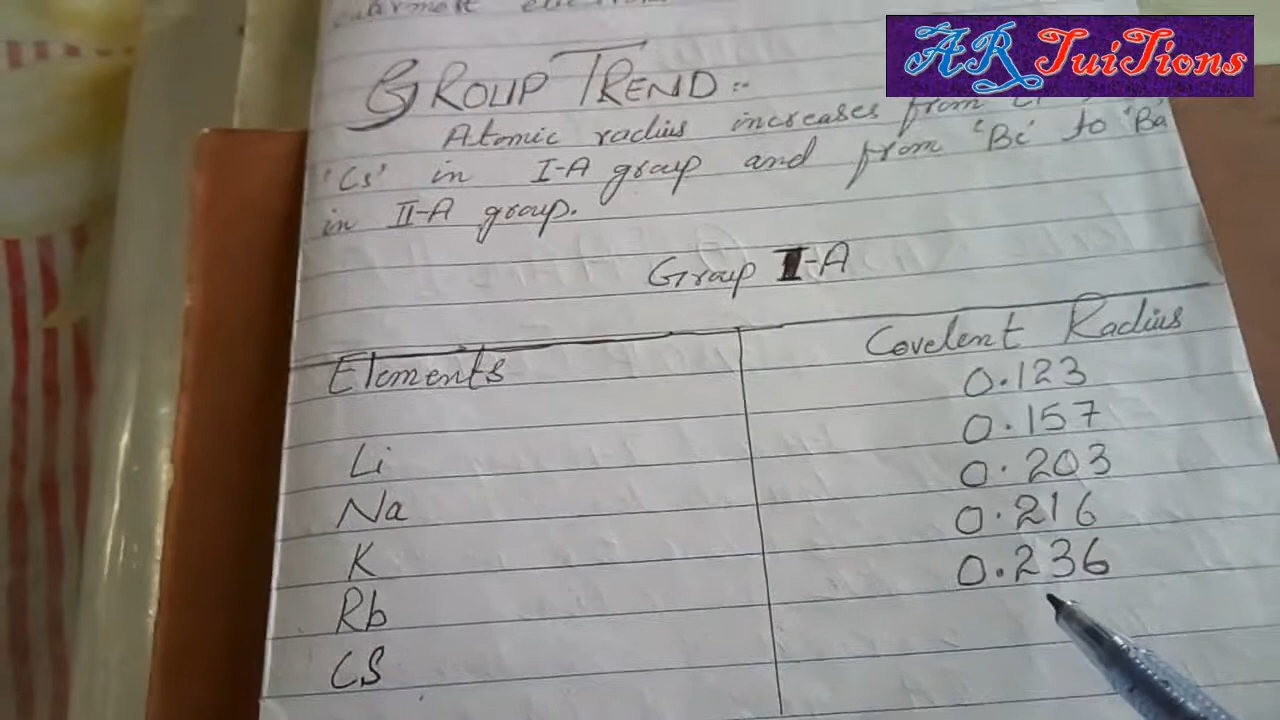 AR TuiTions
GROUP TREND :-
Atomic radius increases from
'Cs' in I-A group and from 'Be' to 'Ba'
in II-A group.
Group I-A
Elements Covelent Radius
0.123
0.157
Li 0.203
Na 0.216
K 0.236
Rb
CS